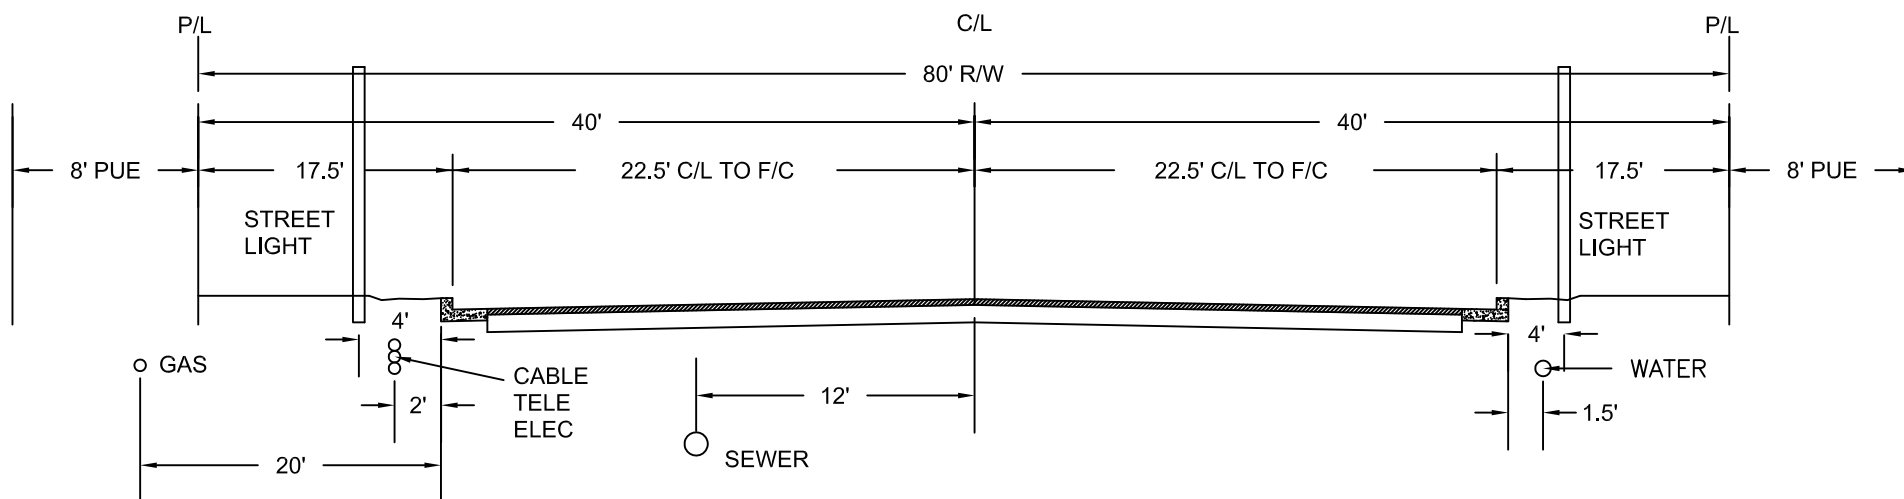 P/L
C/L
P/L
80' R/W
40'
40'
8' PUE
17.5'
22.5' C/L TO F/C
22.5' C/L TO F/C
17.5'
8' PUE
STREET
LIGHT
STREET
LIGHT
4'
4'
GAS
CABLE
TELE
ELEC
WATER
2'
12'
1.5'
20'
SEWER